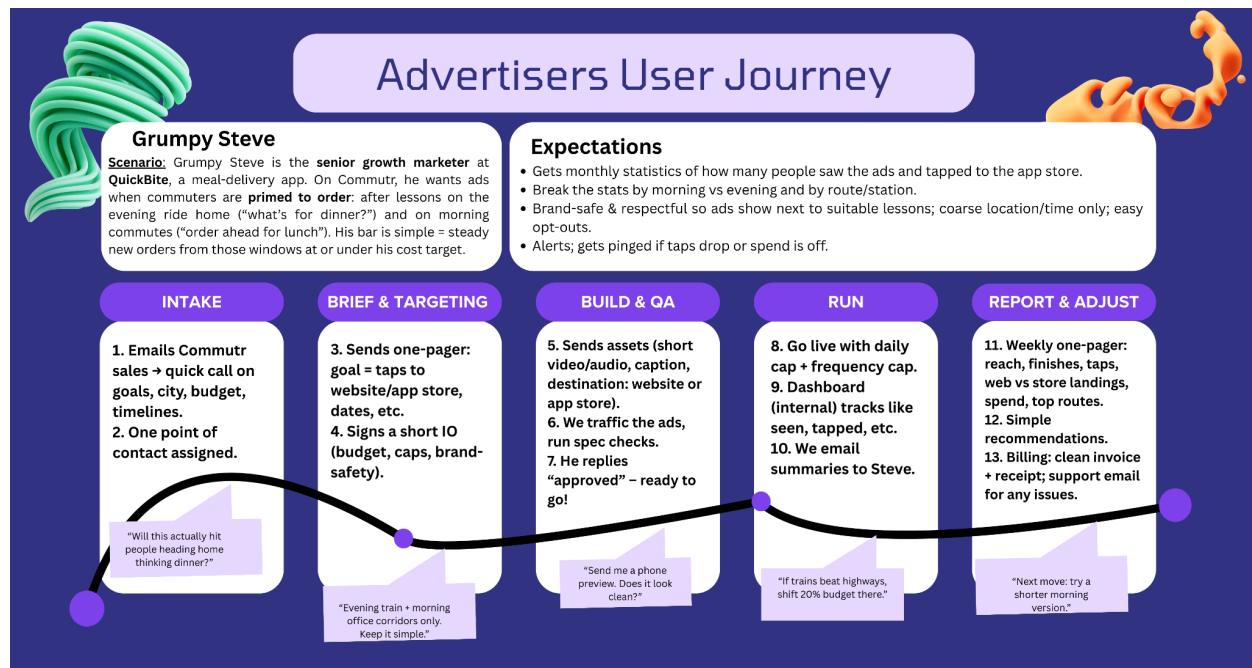 Advertisers User Journey
Grumpy Steve
Scenario: Grumpy Steve is the senior growth marketer at
QuickBite, a meal-delivery app. On Commutr, he wants ads
when commuters are primed to order: after lessons on the
evening ride home (“what’s for dinner?”) and on morning
commutes (“order ahead for lunch”). His bar is simple = steady
new orders from those windows at or under his cost target.
Expectations
• Gets monthly statistics of how many people saw the ads and tapped to the app store.
• Break the stats by morning vs evening and by route/station.
• Brand-safe & respectful so ads show next to suitable lessons; coarse location/time only; easy
opt-outs.
• Alerts; gets pinged if taps drop or spend is off.
INTAKE
1. Emails Commutr
sales → quick call on
goals, city, budget,
timelines.
2. One point of
contact assigned.
“Will this actually hit
people heading home
thinking dinner?”
BRIEF & TARGETING
3. Sends one-pager:
goal = taps to
website/app store,
dates, etc.
4. Signs a short IO
(budget, caps, brand-
safety).
“Evening train + morning
office corridors only.
Keep it simple.”
BUILD & QA
5. Sends assets (short
video/audio, caption,
destination: website or
app store).
6. We traffic the ads,
run spec checks.
7. He replies
“approved” – ready to
go!
“Send me a phone
preview. Does it look
clean?”
RUN
8. Go live with daily
cap + frequency cap.
9. Dashboard
(internal) tracks like
seen, tapped, etc.
10. We email
summaries to Steve.
“If trains beat highways,
shift 20% budget there.”
REPORT & ADJUST
11. Weekly one-pager:
reach, finishes, taps,
web vs store landings,
spend, top routes.
12. Simple
recommendations.
13. Billing: clean invoice
+ receipt; support email
for any issues.
“Next move: try a
shorter morning
version.”